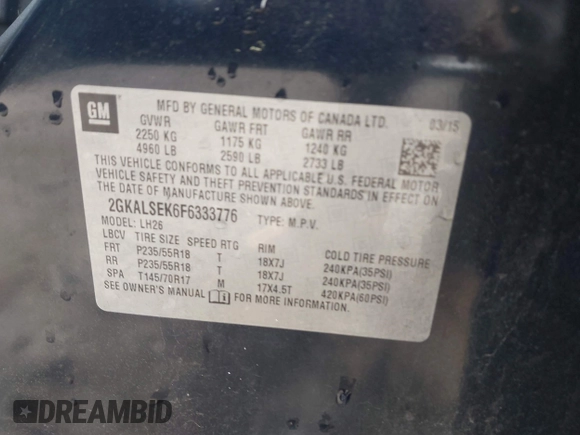 GM
MFD BY GENERAL MOTORS OF CANADA LTD.
03/15
GVWR GAWR FRT GAWR RR
2250 KG 1175 KG 1240 KG
4960 LB 2590 LB 2733 LB
THIS VEHICLE CONFORMS TO ALL APPLICABLE U.S. FEDERAL MOTOR
VEHICLE SAFETY AND THEFT PREVENTION STANDARDS IN EFFECT ON
THE DATE OF MANUFACTURE SHOWN ABOVE.
2GKALSEK6F6333776 TYPE: M.P.V.
MODEL: LH26
LBCV TIRE SIZE SPEED RTG RIM COLD TIRE PRESSURE
FRT P235/55R18 T 18X7J 240KPA(35PSI)
RR P235/55R18 T 18X7J 240KPA(35PSI)
SPA T145/70R17 M 17X4.5T 420KPA(60PSI)
SEE OWNER'S MANUAL FOR MORE INFORMATION.
DREAMBID